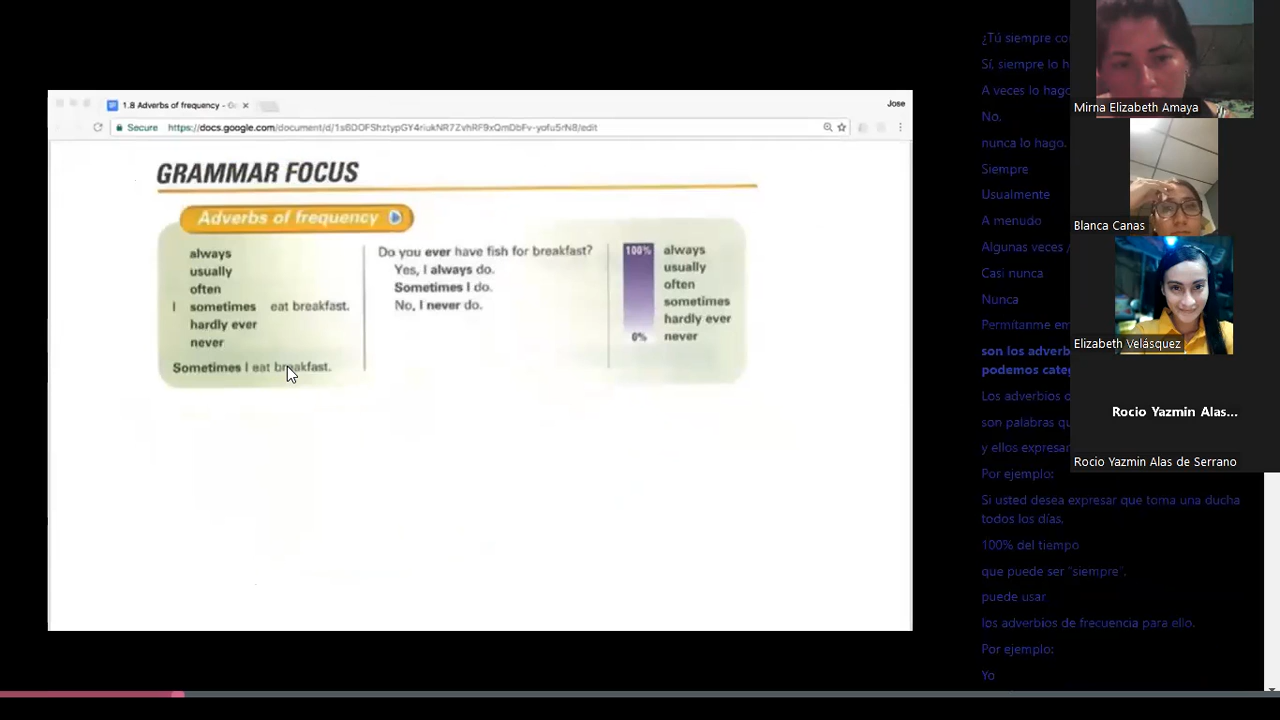 1.8 Adverbs of frequency - G
Jose
Secure https://docs.google.com/document/d/1s6DOFShztypGY4riukNR7ZvhRF9xQmDbFv-yofu5rN8/edit
GRAMMAR FOCUS
Adverbs of frequency
always
usually
often
I sometimes eat breakfast.
hardly ever
never
Sometimes I eat breakfast.
Do you ever have fish for breakfast?
Yes, I always do.
Sometimes I do.
No, I never do.
100% always
usually
often
sometimes
hardly ever
0% never
¿Tú siempre
Sí, siempre lo
A veces lo hago
No,
nunca lo hago.
Siempre
Usualmente
A menudo
Algunas veces /
Casi nunca
Nunca
Permítanme
son los
podemos
Los adverbios
son palabras
y ellos
Por ejemplo:
Si usted desea expresar que toma una ducha
todos los días,
100% del tiempo
que puede ser "siempre",
puede usar
los adverbios de frecuencia para ello.
Por ejemplo:
Yo
Mirna Elizabeth Amaya
Blanca Canas
Elizabeth Velásquez
Rocio Yazmin Alas...
Rocio Yazmin Alas de Serrano